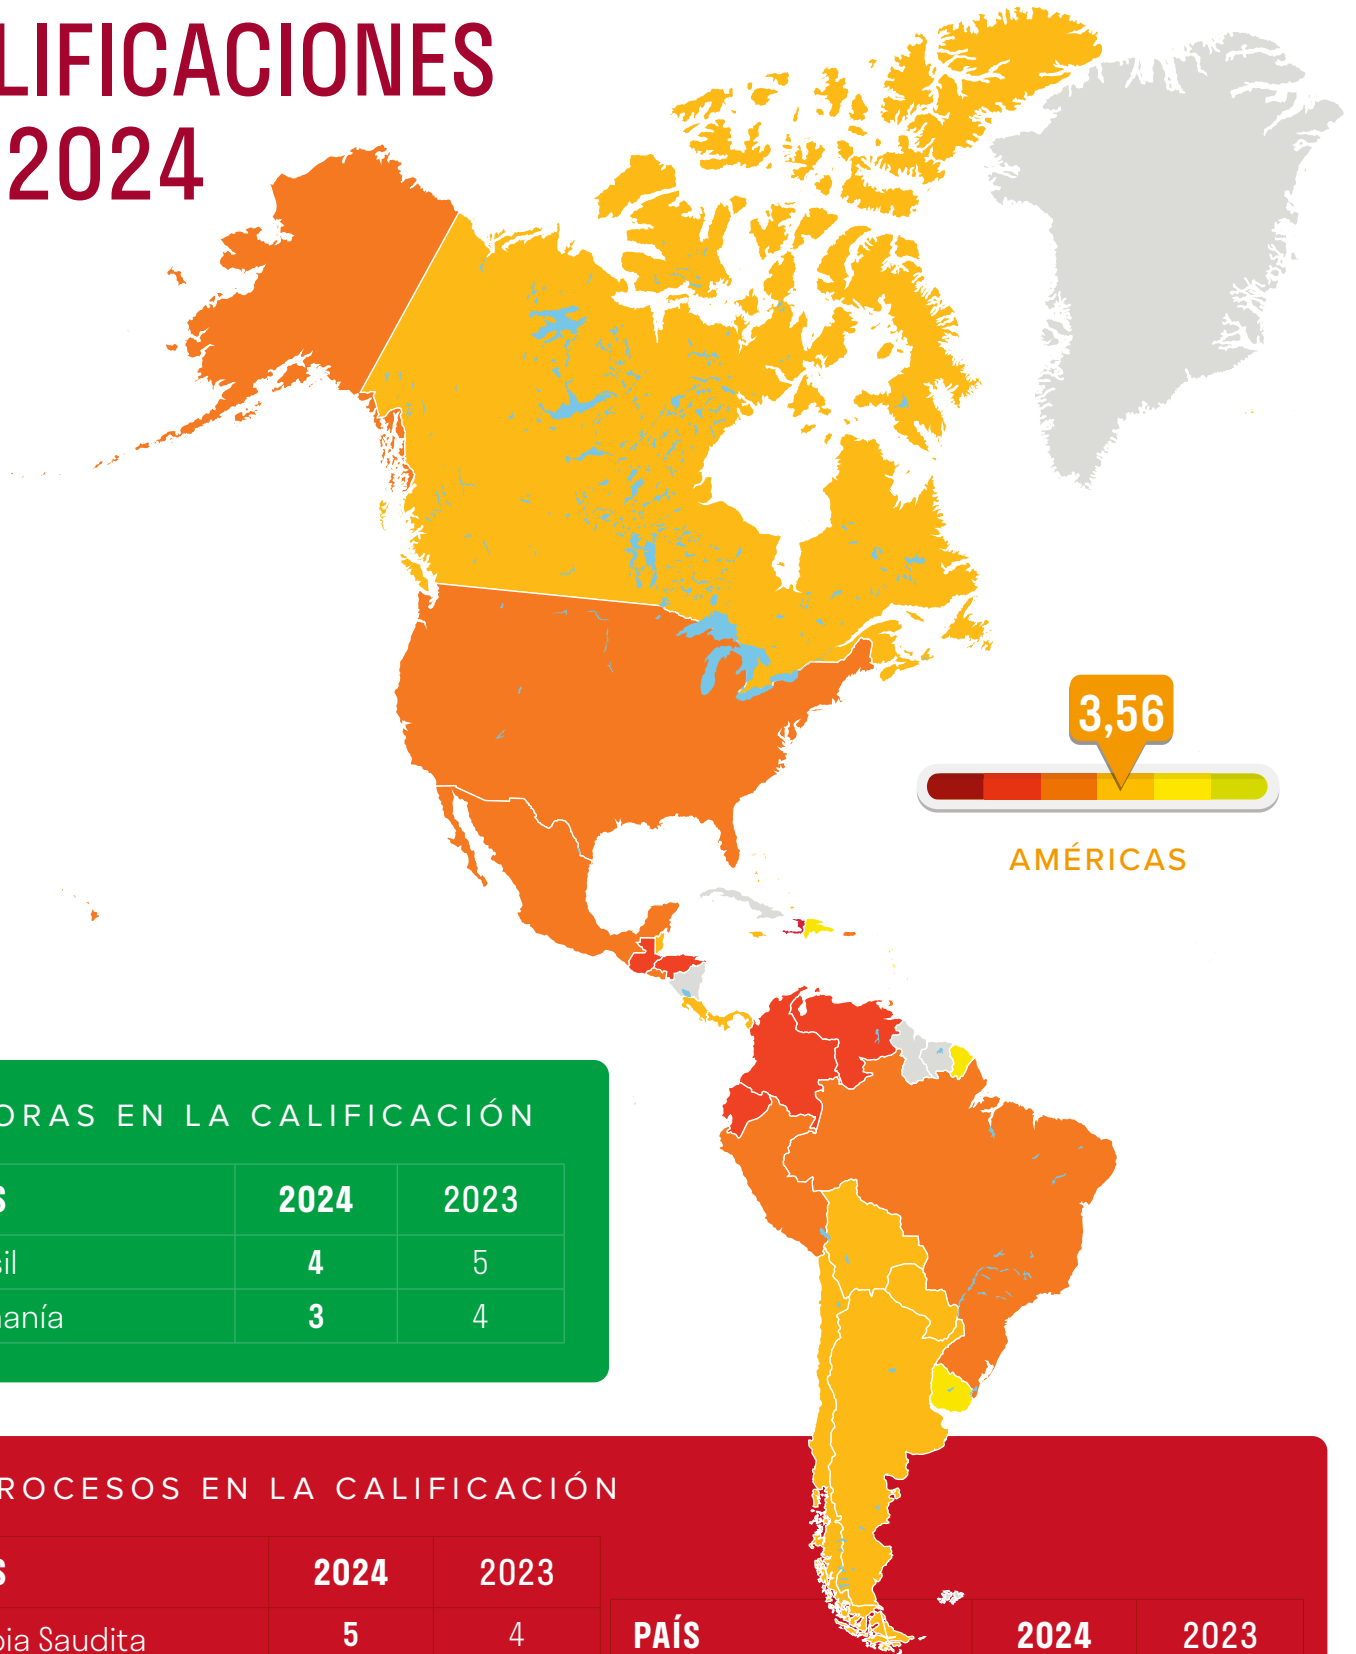 LIFICACIONES
2024
3,56
AMÉRICAS
ORAS EN LA CALIFICACIÓN
S 2024 2023
sil 4 5
manía 3 4
ROCESOS EN LA CALIFICACIÓN
S 2024 2023
bia Saudita 5 4
PAÍS 2024 2023